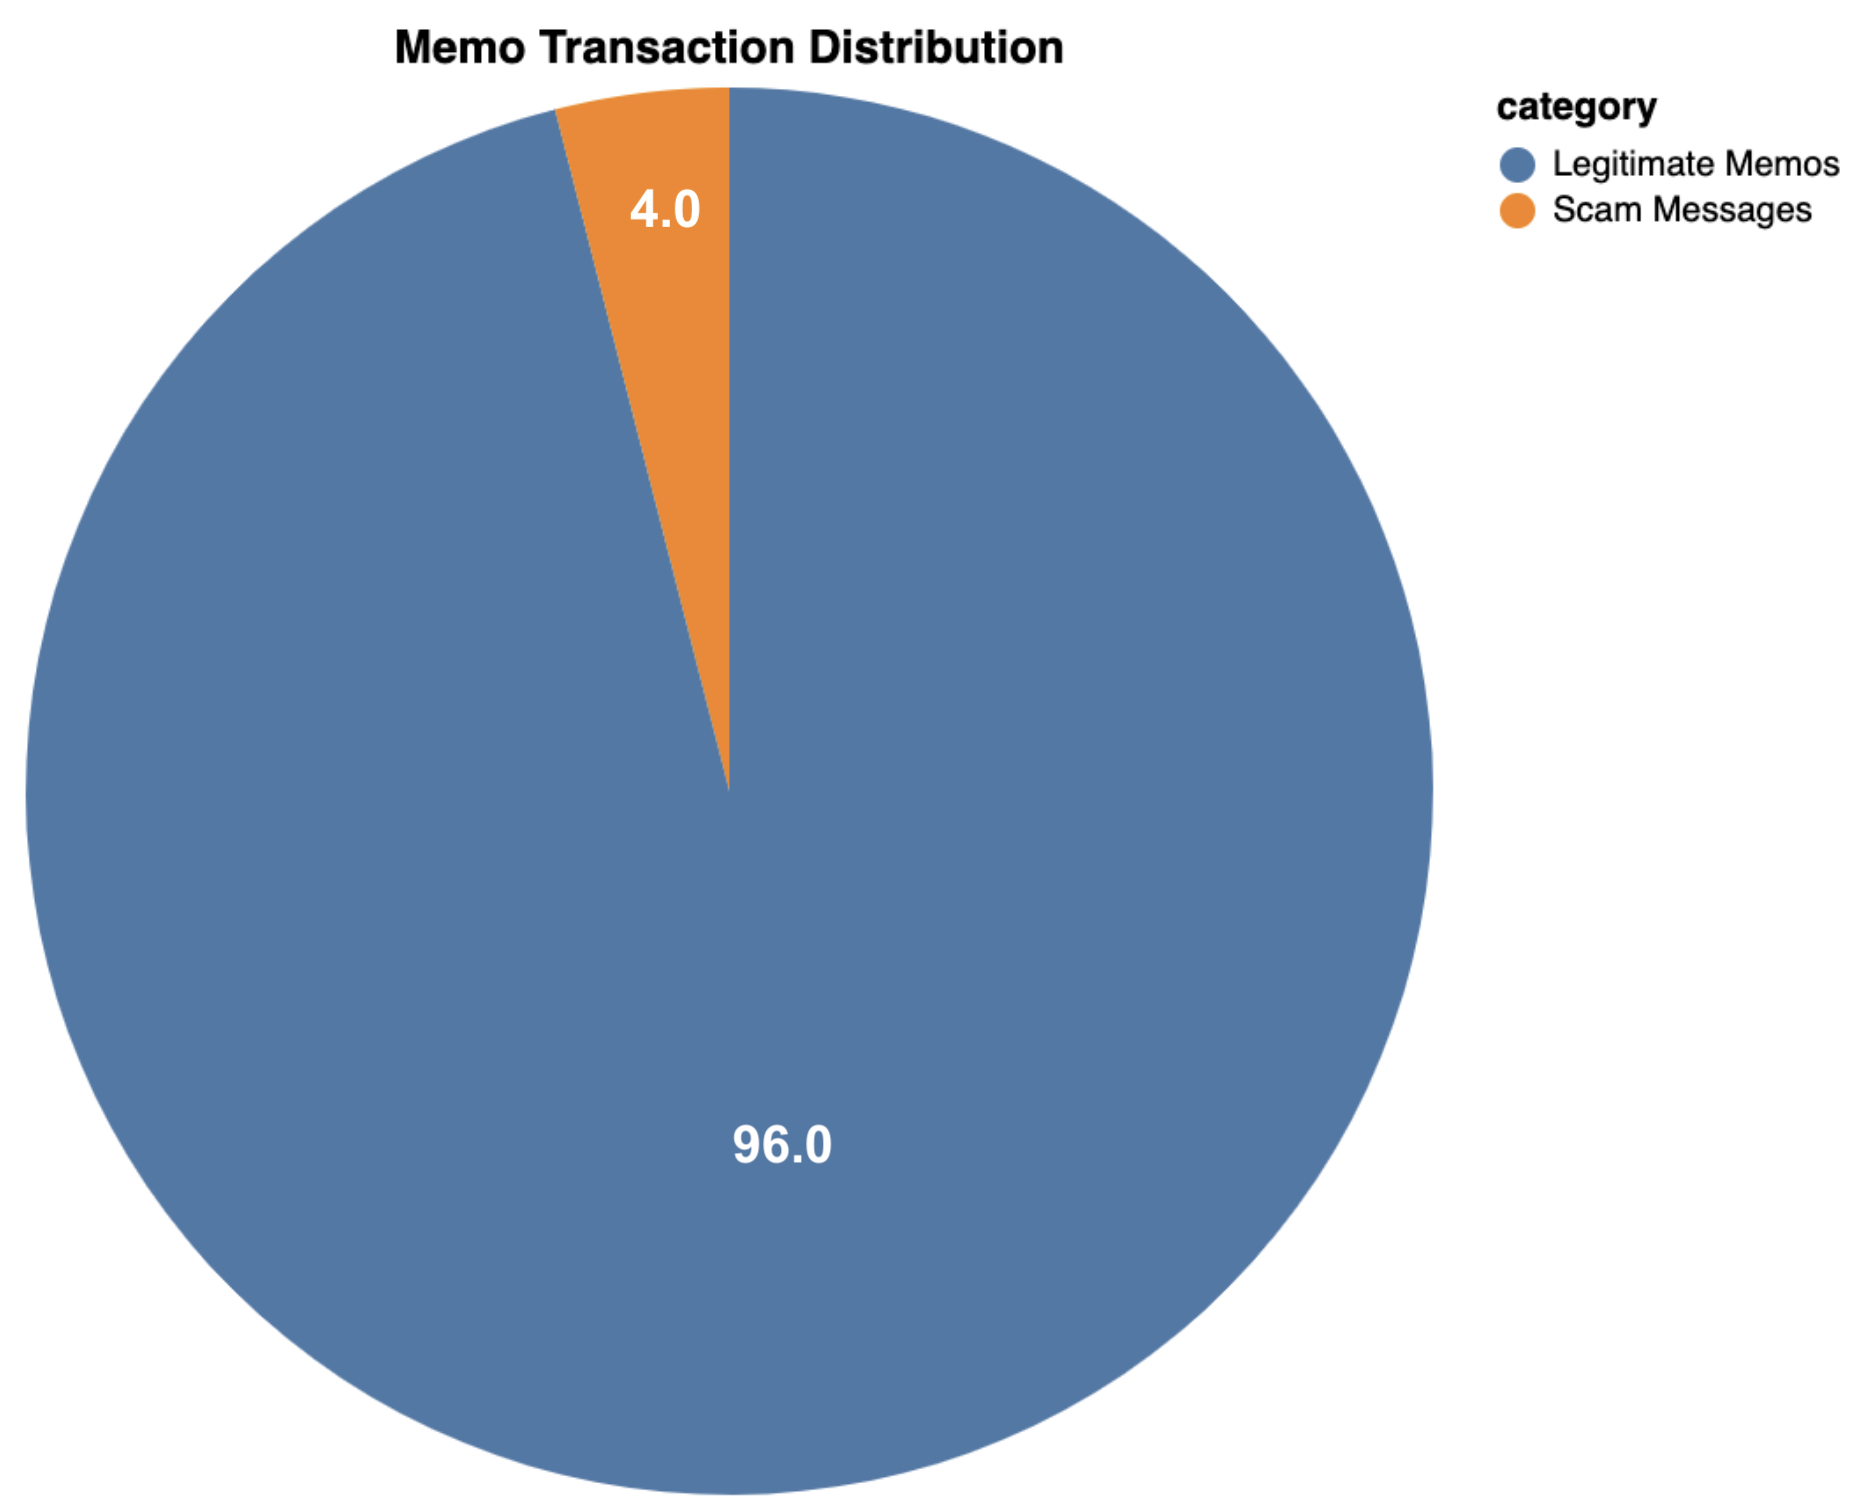 Memo Transaction Distribution
category
Legitimate Memos
Scam Messages
4.0
96.0